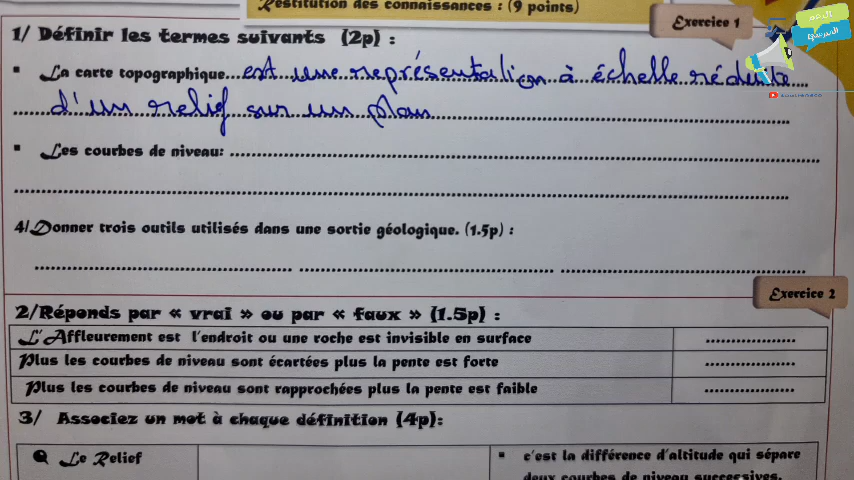 Restitution des connaissances : (9 points)
Exercice 1
1/ Définir les termes suivants (2p) :
▪ La carte topographique...est une représentation à échelle réduite...
d'un relief sur un plan
▪ Les courbes de niveau: ......
4/Donner trois outils utilisés dans une sortie géologique. (1.5p) :
Exercice 2
2/Réponds par « vrai » ou par « faux » (1.5p) :
L'Affleurement est l'endroit ou une roche est invisible en surface
Plus les courbes de niveau sont écartées plus la pente est forte
Plus les courbes de niveau sont rapprochées plus la pente est faible
3/ Associez un mot à chaque définition (4p):
Le Relief
▪ c'est la différence d'altitude qui sépare
deux courbes de niveau successives.